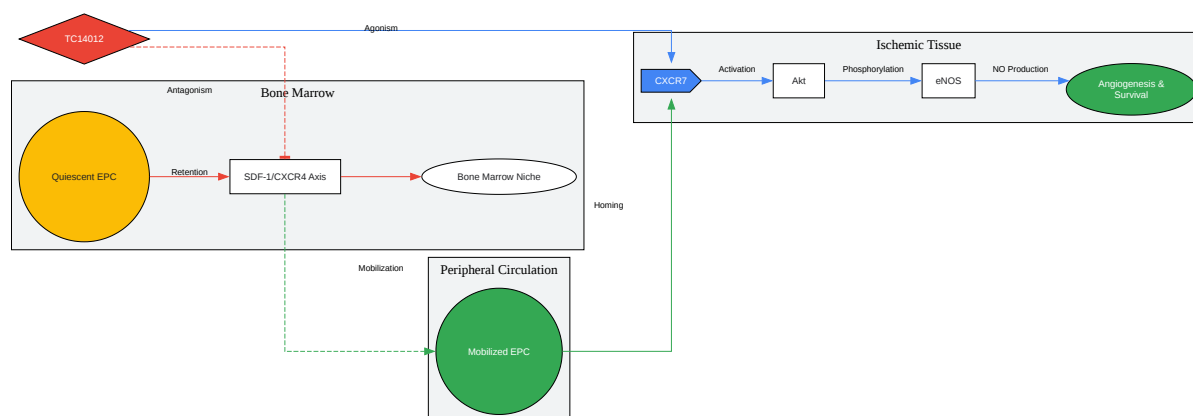 TC14012
Agonism
Ischemic Tissue
CXCR7
Activation
Akt
Phosphorylation
eNOS
NO Production
Angiogenesis &
Survival
Antagonism
Bone Marrow
Quiescent EPC
Retention
SDF-1/CXCR4 Axis
Bone Marrow Niche
Homing
Mobilization
Peripheral Circulation
Mobilized EPC